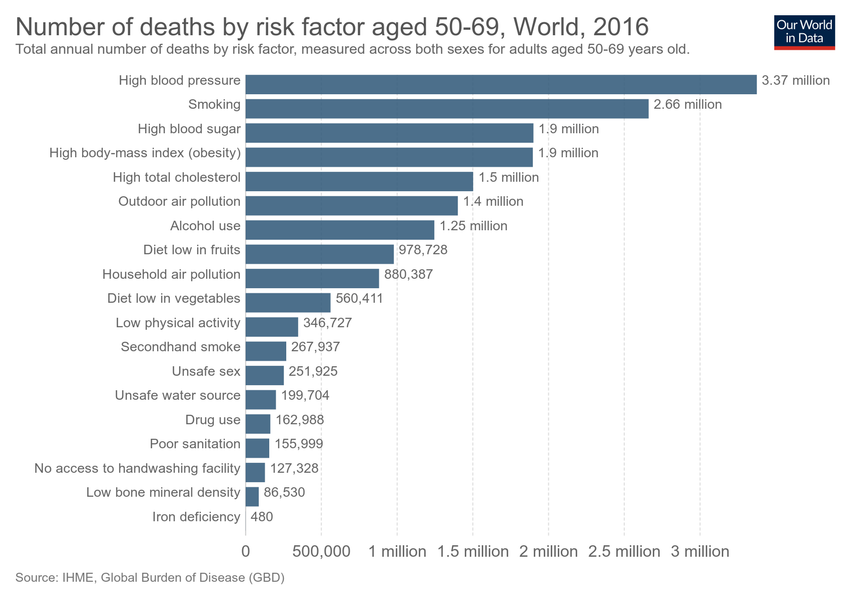 Number of deaths by risk factor aged 50-69, World, 2016
Total annual number of deaths by risk factor, measured across both sexes for adults aged 50-69 years old.
Our World
in Data
High blood pressure 3.37 million
Smoking 2.66 million
High blood sugar 1.9 million
High body-mass index (obesity) 1.9 million
High total cholesterol 1.5 million
Outdoor air pollution 1.4 million
Alcohol use 1.25 million
Diet low in fruits 978,728
Household air pollution 880,387
Diet low in vegetables 560,411
Low physical activity 346,727
Secondhand smoke 267,937
Unsafe sex 251,925
Unsafe water source 199,704
Drug use 162,988
Poor sanitation 155,999
No access to handwashing facility 127,328
Low bone mineral density 86,530
Iron deficiency 480
0 500,000 1 million 1.5 million 2 million 2.5 million 3 million
Source: IHME, Global Burden of Disease (GBD)